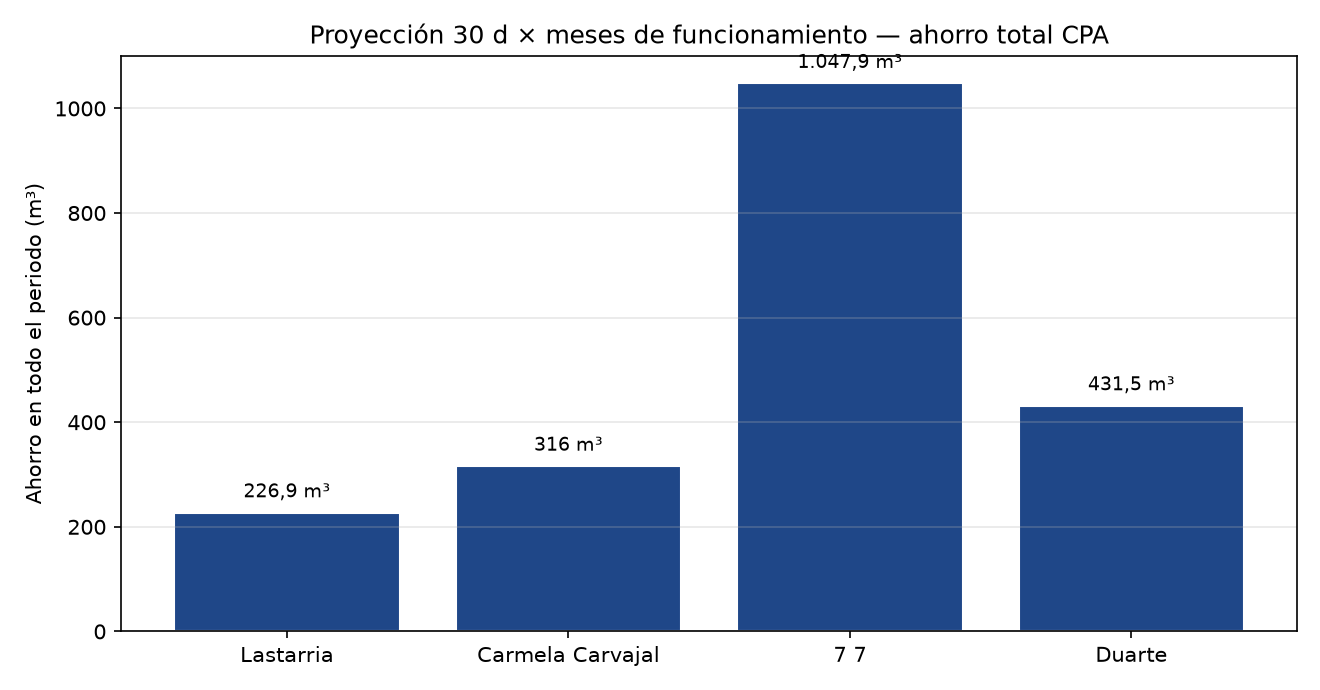 Proyección 30 d × meses de funcionamiento — ahorro total CPA
Ahorro en todo el periodo (m³)
1000
800
600
400
200
0
226,9 m³
316 m³
1.047,9 m³
431,5 m³
Lastarria
Carmela Carvajal
7 7
Duarte